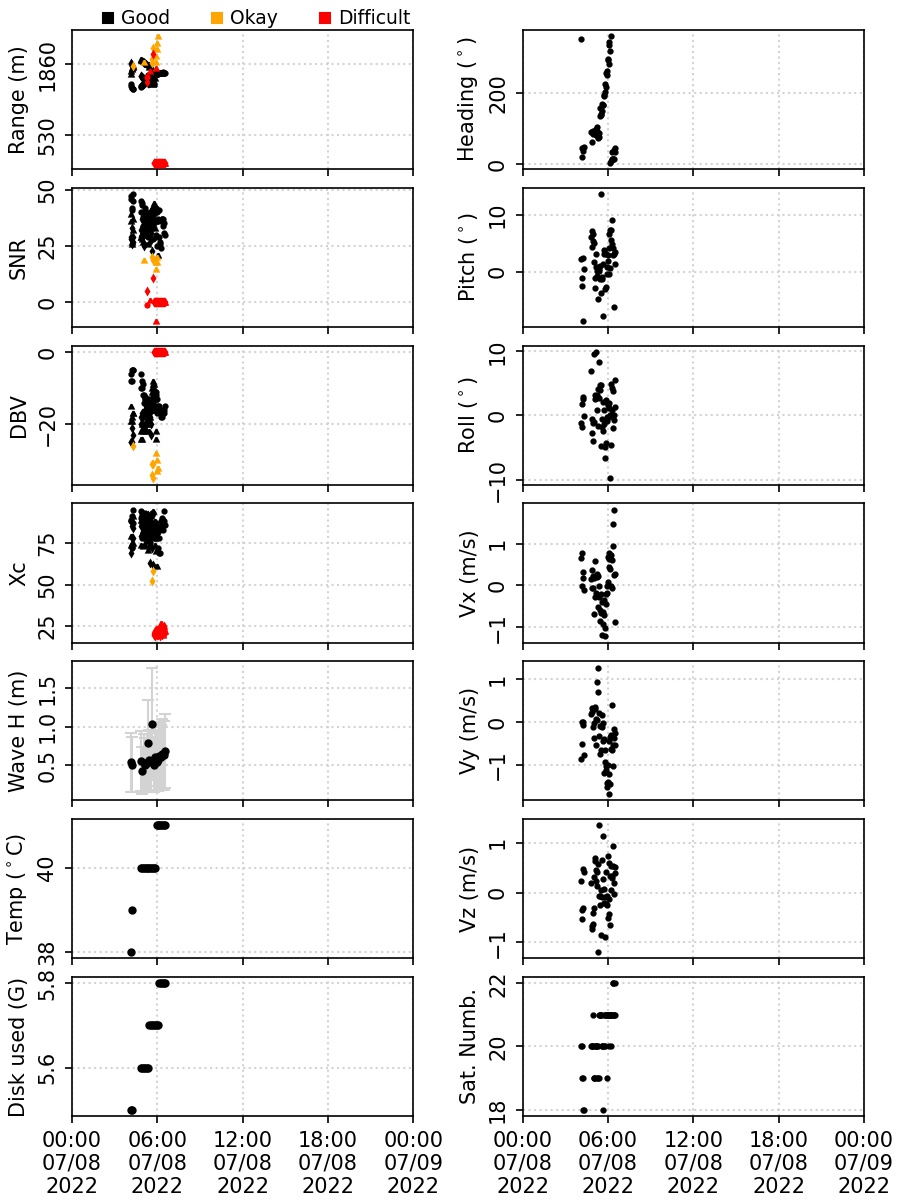 Good Okay Difficult
Range (m)
1860
530
Heading (°)
200
0
SNR
50
25
0
Pitch (°)
10
0
DBV
0
−20
Roll (°)
10
0
−10
Xc
75
50
25
Vx (m/s)
1
0
−1
Wave H (m)
1.5
1.0
0.5
Vy (m/s)
1
0
−1
Temp (°C)
40
38
Vz (m/s)
1
0
−1
Disk used (G)
5.8
5.6
Sat. Numb.
22
20
18
00:00 06:00 12:00 18:00 00:00
07/08 07/08 07/08 07/08 07/09
2022 2022 2022 2022 2022
00:00 06:00 12:00 18:00 00:00
07/08 07/08 07/08 07/08 07/09
2022 2022 2022 2022 2022